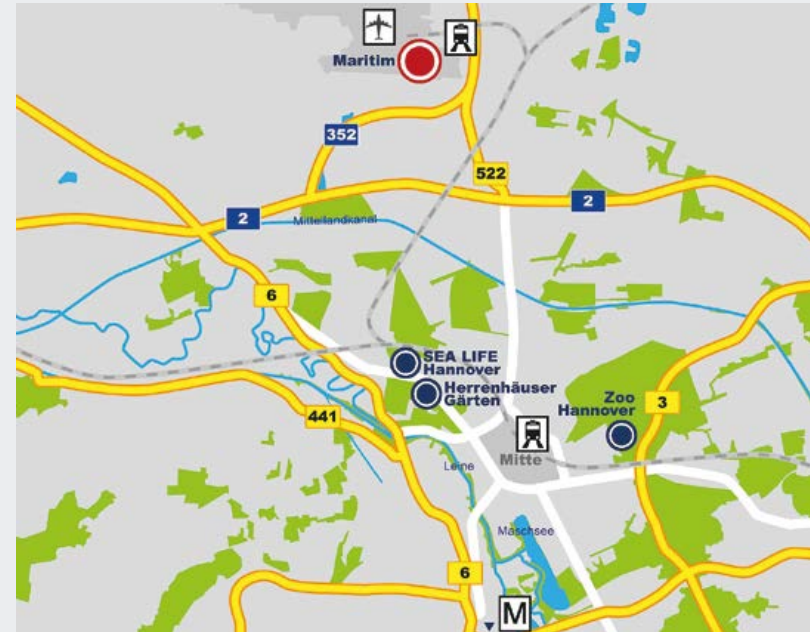 Maritim
352
522
2
2
Mittellandkanal
6
SEA LIFE
Hannover
Herrenhäuser
Gärten
Zoo
Hannover
3
441
Mitte
Leine
Maschsee
6
M